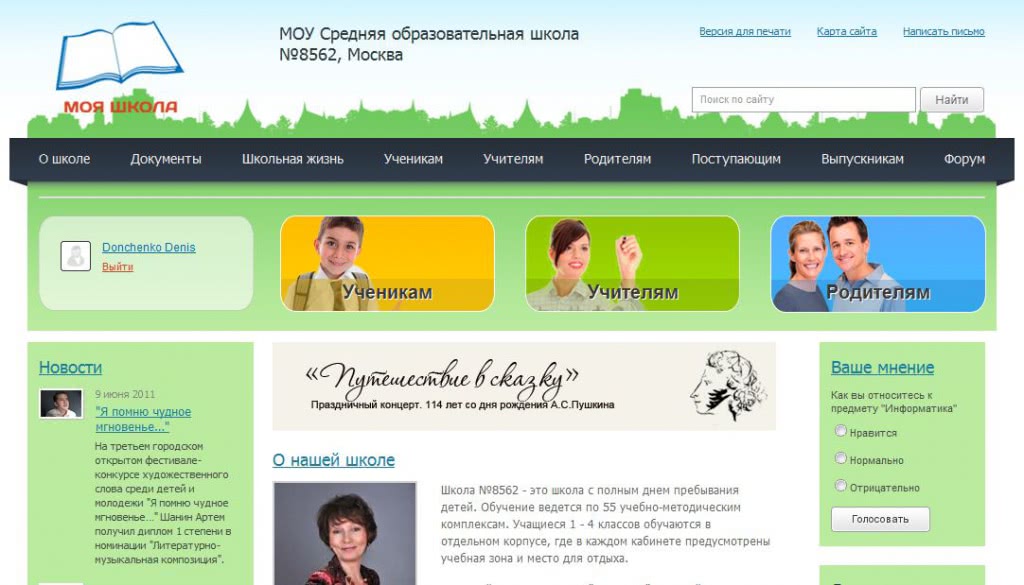 МОЯ ШКОЛА
МОУ Средняя образовательная школа
№8562, Москва
Версия для печати
Карта сайта
Написать письмо
Поиск по сайту
Найти
О школе
Документы
Школьная жизнь
Ученикам
Учителям
Родителям
Поступающим
Выпускникам
Форум
Donchenko Denis
Выйти
Ученикам
Учителям
Родителям
Новости
9 июня 2011
"Я помню чудное
мгновенье..."
На третьем городском
открытом фестивале-
конкурсе художественного
слова среди детей и
молодежи "Я помню чудное
мгновенье..." Шанин Артем
получил диплом 1 степени в
номинации "Литературно-
музыкальная композиция".
«Путешествие в сказку»
Праздничный концерт. 114 лет со дня рождения А.С.Пушкина
О нашей школе
Школа №8562 - это школа с полным днем пребывания
детей. Обучение ведется по 55 учебно-методическим
комплексам. Учащиеся 1 - 4 классов обучаются в
отдельном корпусе, где в каждом кабинете предусмотрены
учебная зона и место для отдыха.
Ваше мнение
Как вы относитесь к
предмету "Информатика"
Нравится
Нормально
Отрицательно
Голосовать